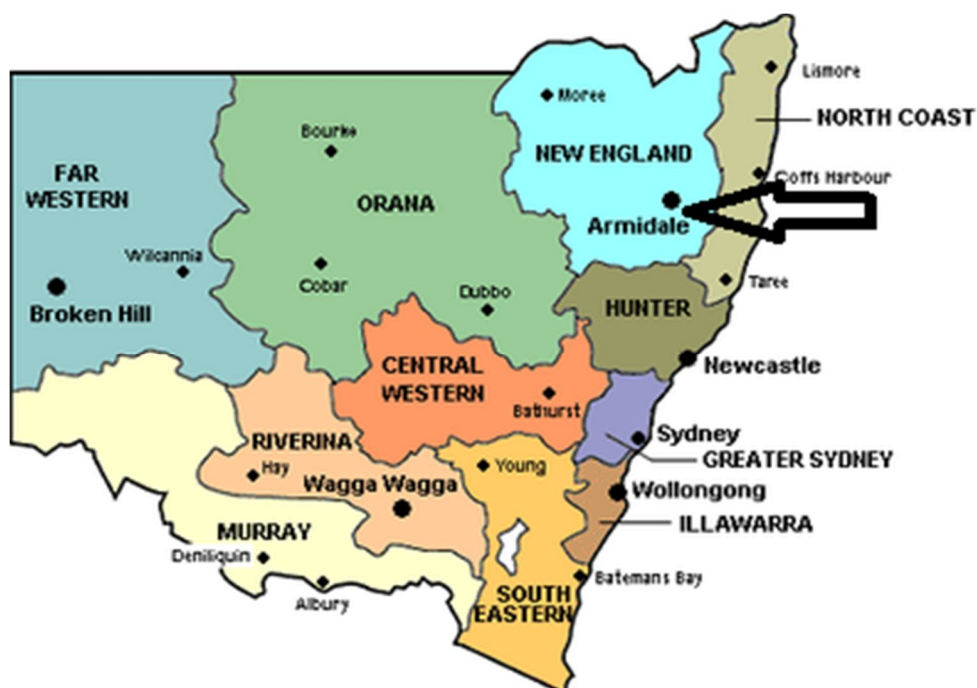 Lismore
Moree
NORTH COAST
Bourke
NEW ENGLAND
FAR
WESTERN
Coffs Harbour
ORANA
Armidale
Wilcannia
Cobar
Taree
Dubbo
Broken Hill
HUNTER
CENTRAL
WESTERN
Newcastle
Bathurst
Sydney
RIVERINA
GREATER SYDNEY
Hay
Young
Wagga Wagga
Wollongong
ILLAWARRA
MURRAY
Deniliquin
Batemans Bay
Albury
SOUTH
EASTERN